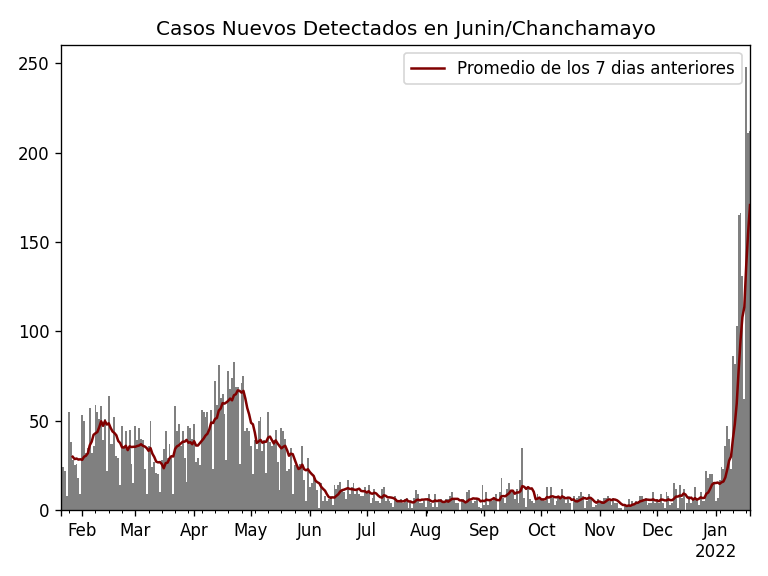 Casos Nuevos Detectados en Junin/Chanchamayo
Promedio de los 7 dias anteriores
250
200
150
100
50
0
Feb Mar Apr May Jun Jul Aug Sep Oct Nov Dec Jan
2022